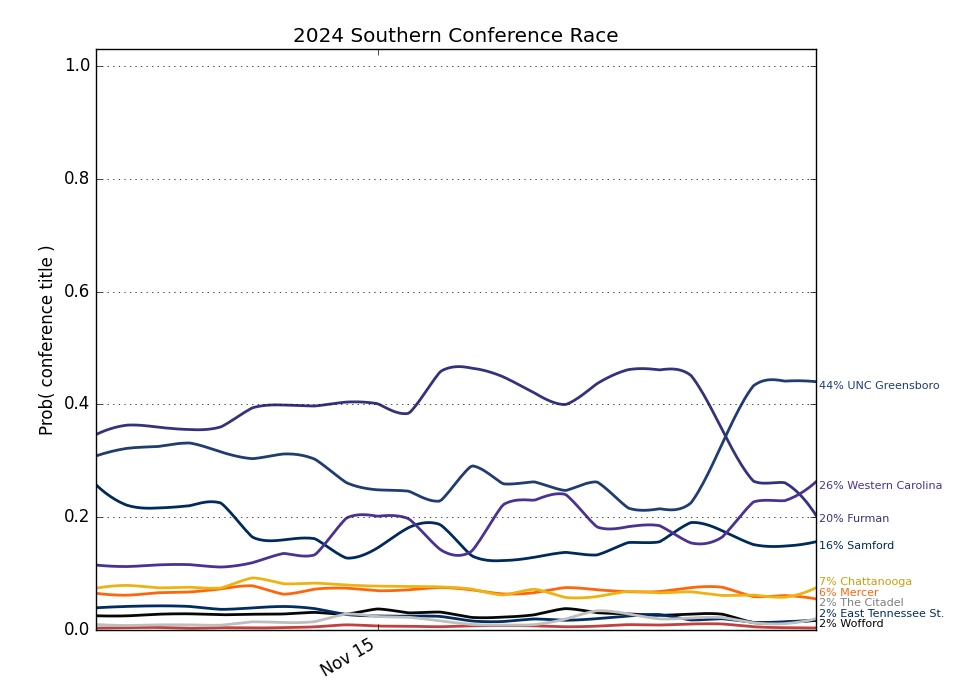 2024 Southern Conference Race
Prob( conference title )
1.0
0.8
0.6
0.4
0.2
0.0
Nov 15
44% UNC Greensboro
26% Western Carolina
20% Furman
16% Samford
7% Chattanooga
6% Mercer
2% The Citadel
2% East Tennessee St.
2% Wofford